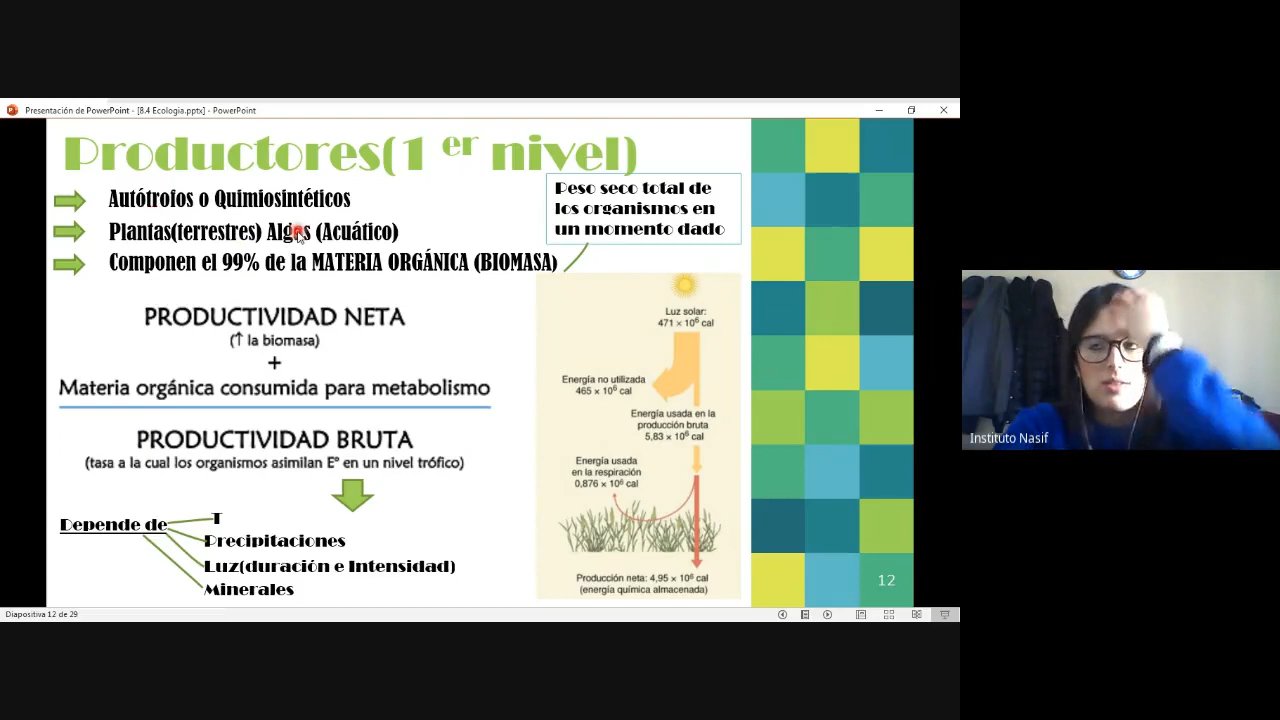 Presentación de PowerPoint - [8.4 Ecologia.pptx] - PowerPoint
Productores(1 er nivel)
Autótrofos o Quimiosintéticos
Plantas(terrestres) Algas (Acuático)
Componen el 99% de la MATERIA ORGÁNICA (BIOMASA)
Peso seco total de
los organismos en
un momento dado
PRODUCTIVIDAD NETA
(↑ la biomasa)
+
Materia orgánica consumida para metabolismo
PRODUCTIVIDAD BRUTA
(tasa a la cual los organismos asimilan E° en un nivel trófico)
Depende de
T
Precipitaciones
Luz(duración e Intensidad)
Minerales
Luz solar:
471 × 10⁶ cal
Energía no utilizada
465 × 10⁶ cal
Energía usada en la
producción bruta
5,83 × 10⁶ cal
Energía usada
en la respiración
0,876 × 10⁶ cal
Producción neta: 4,95 × 10⁶ cal
(energía química almacenada)
12
Diapositiva 12 de 29
Instituto Nasif